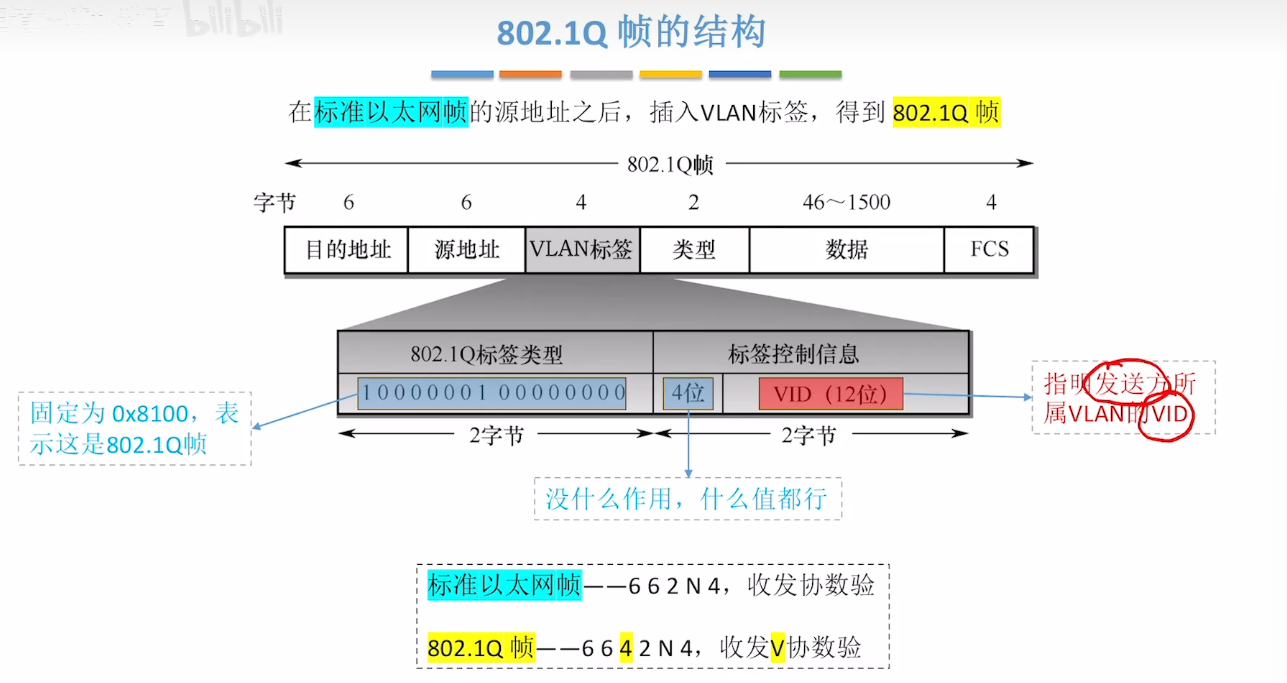 bilibili
802.1Q 帧的结构
在标准以太网帧的源地址之后，插入VLAN标签，得到 802.1Q 帧
802.1Q帧
字节 6 6 4 2 46～1500 4
目的地址 源地址 VLAN标签 类型 数据 FCS
802.1Q标签类型 标签控制信息
10000001 00000000 4位 VID（12位）
2字节 2字节
固定为 0x8100，表
示这是802.1Q帧
指明发送方所
属VLAN的VID
没什么作用，什么值都行
标准以太网帧——6 6 2 N 4，收发协数验
802.1Q 帧——6 6 4 2 N 4，收发V协数验